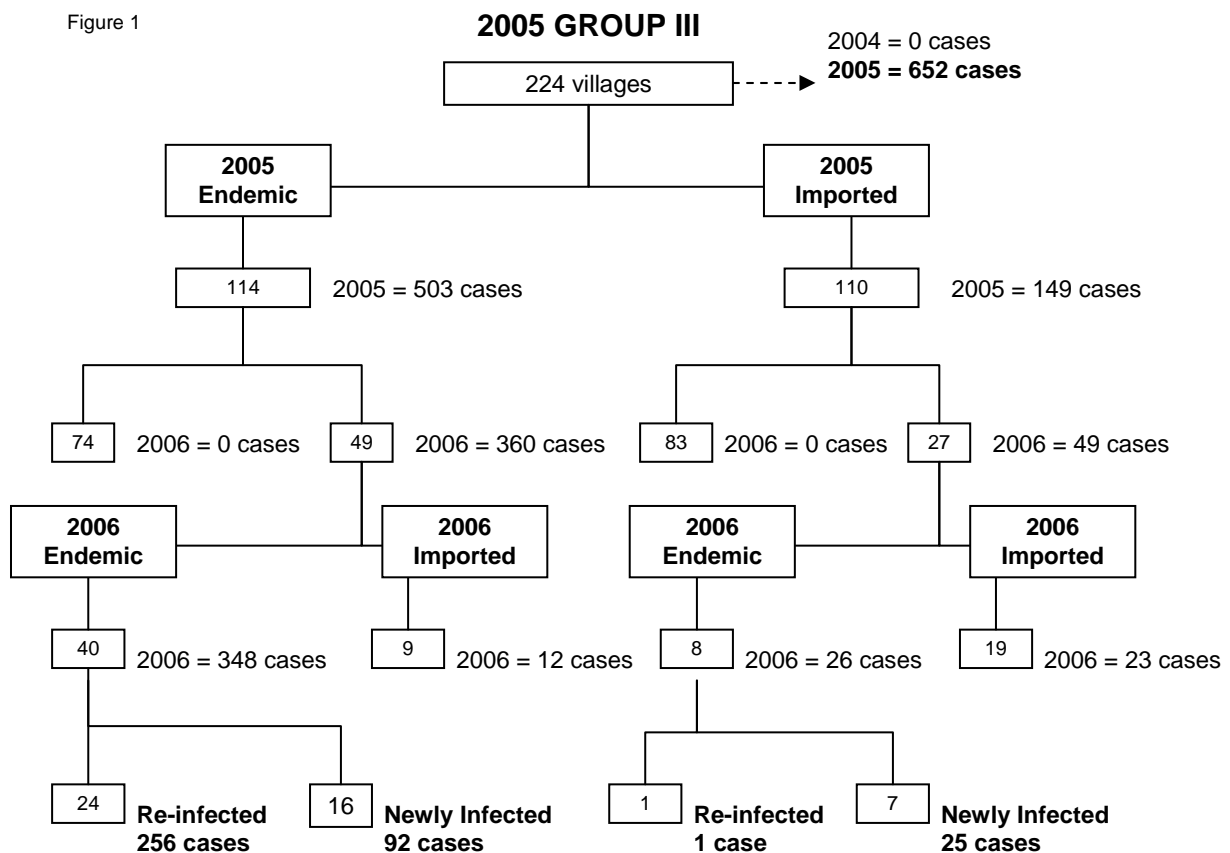 Figure 1
2005 GROUP III
2004 = 0 cases
2005 = 652 cases
224 villages
2005
Endemic
2005
Imported
114
2005 = 503 cases
110
2005 = 149 cases
74
2006 = 0 cases
49
2006 = 360 cases
83
2006 = 0 cases
27
2006 = 49 cases
2006
Endemic
2006
Imported
2006
Endemic
2006
Imported
40
2006 = 348 cases
9
2006 = 12 cases
8
2006 = 26 cases
19
2006 = 23 cases
24
Re-infected
256 cases
16
Newly Infected
92 cases
1
Re-infected
1 case
7
Newly Infected
25 cases